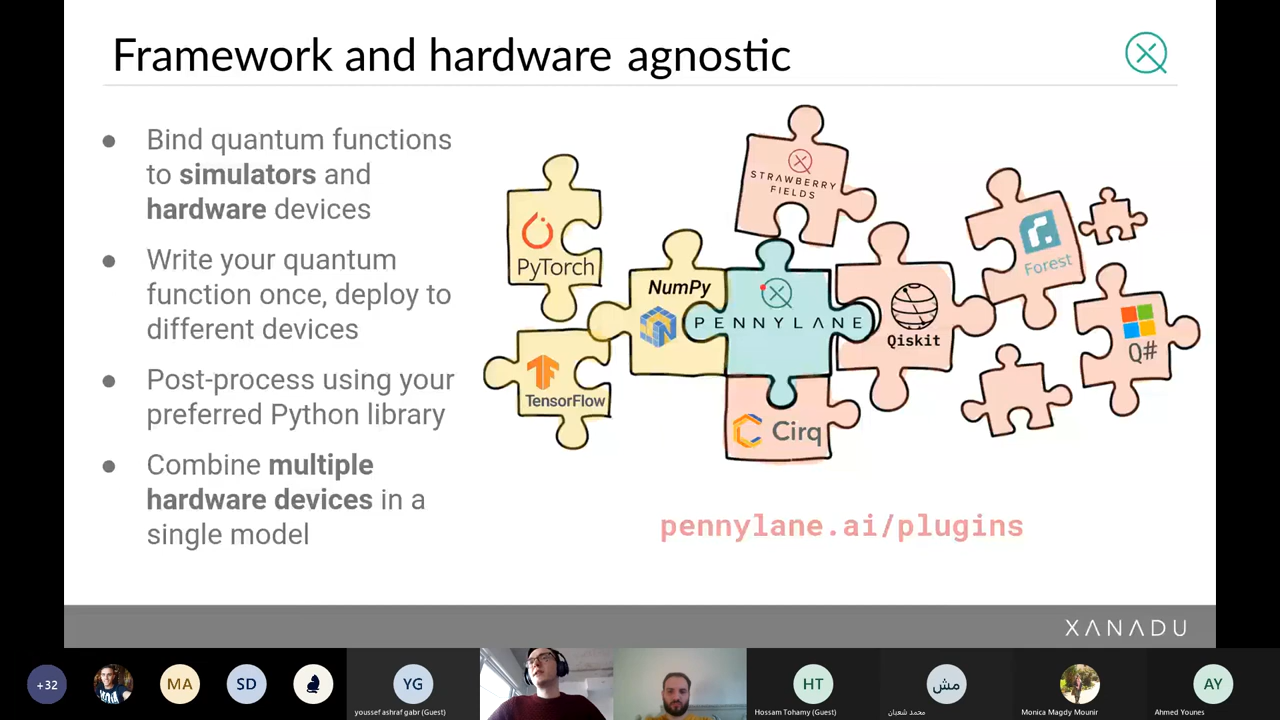 Framework and hardware agnostic
● Bind quantum functions
to simulators and
hardware devices
● Write your quantum
function once, deploy to
different devices
● Post-process using your
preferred Python library
● Combine multiple
hardware devices in a
single model
STRAWBERRY
FIELDS
PyTorch
NumPy
PENNYLANE
Qiskit
Forest
Q#
TensorFlow
Cirq
pennylane.ai/plugins
XANADU
+32
MA
SD
YG
youssef ashraf gabr (Guest)
HT
Hossam Tohamy (Guest)
مش
محمد شعبان
Monica Magdy Mounir
AY
Ahmed Younes